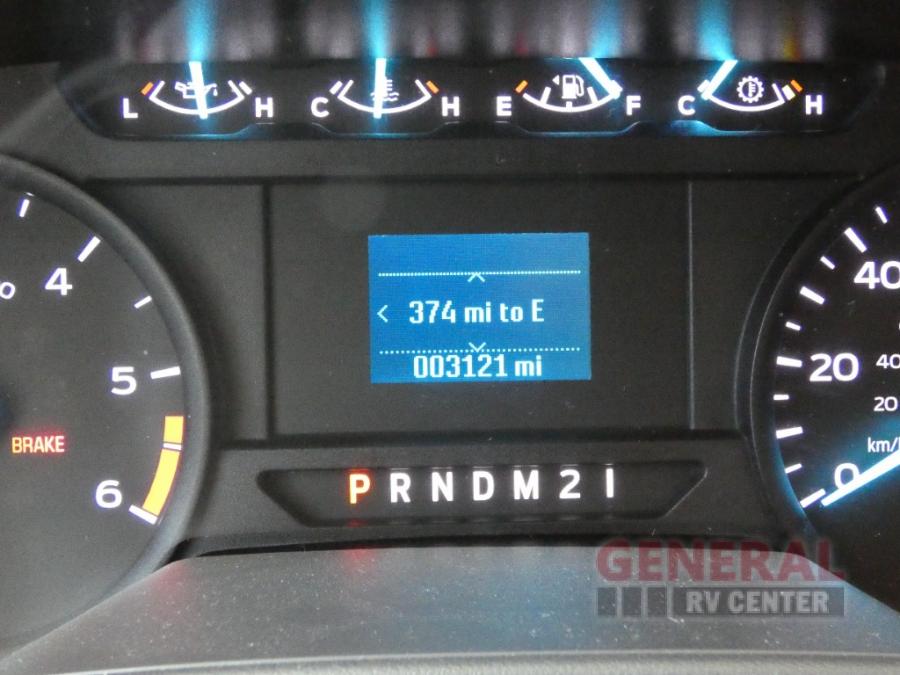 L H C H E F C H
4
5
6
BRAKE
374 mi to E
003121 mi
P R N D M 2 1
40
20
0
40
20
km/
GENERAL
RV CENTER